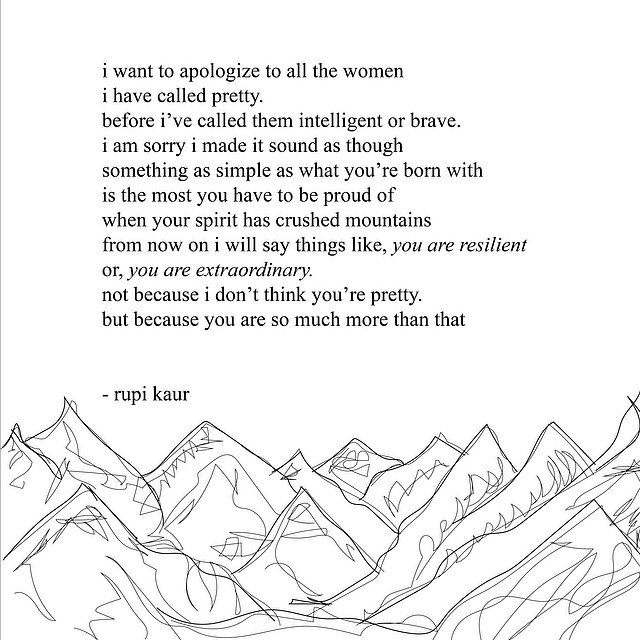 i want to apologize to all the women
i have called pretty.
before i’ve called them intelligent or brave.
i am sorry i made it sound as though
something as simple as what you’re born with
is the most you have to be proud of
when your spirit has crushed mountains
from now on i will say things like, you are resilient
or, you are extraordinary.
not because i don’t think you’re pretty.
but because you are so much more than that
- rupi kaur